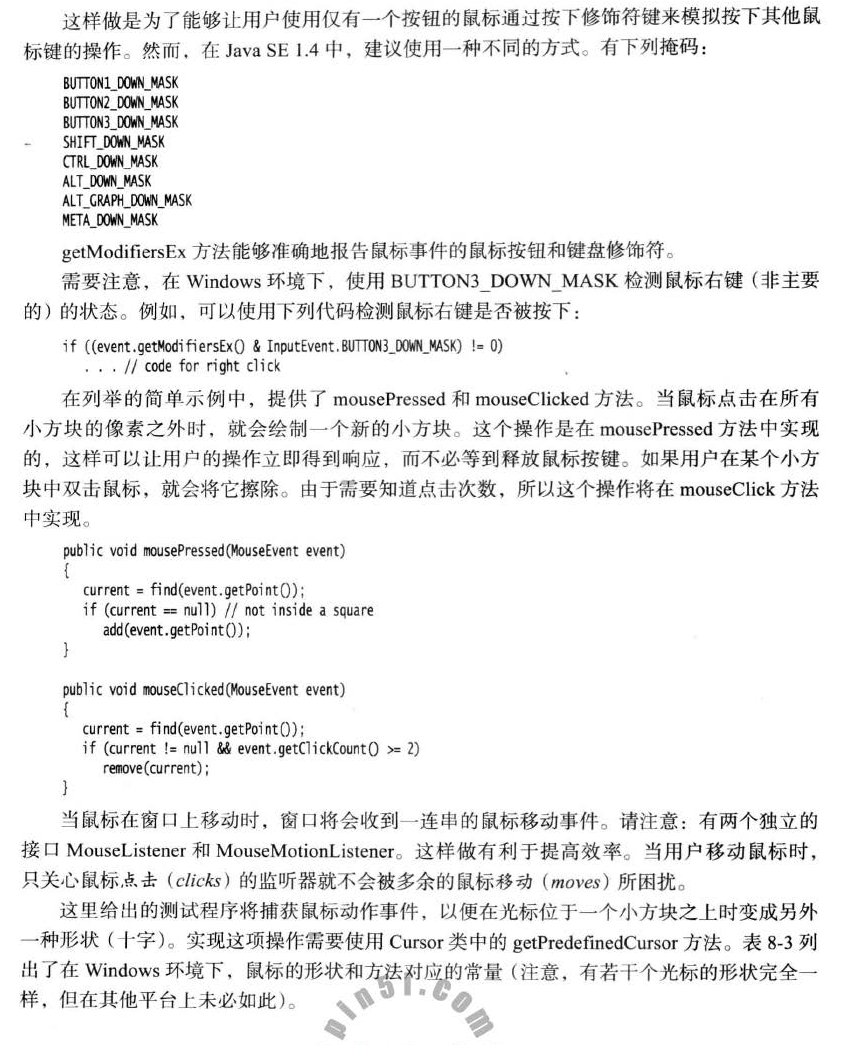 这样做是为了能够让用户使用仅有一个按钮的鼠标通过按下修饰符键来模拟按下其他鼠
标键的操作。然而，在 Java SE 1.4 中，建议使用一种不同的方式。有下列掩码：
BUTTON1_DOWN_MASK
BUTTON2_DOWN_MASK
BUTTON3_DOWN_MASK
SHIFT_DOWN_MASK
CTRL_DOWN_MASK
ALT_DOWN_MASK
ALT_GRAPH_DOWN_MASK
META_DOWN_MASK
getModifiersEx 方法能够准确地报告鼠标事件的鼠标按钮和键盘修饰符。
需要注意，在 Windows 环境下，使用 BUTTON3_DOWN_MASK 检测鼠标右键（非主要
的）的状态。例如，可以使用下列代码检测鼠标右键是否被按下：
if ((event.getModifiersEx() & InputEvent.BUTTON3_DOWN_MASK) != 0)
. . . // code for right click
在列举的简单示例中，提供了 mousePressed 和 mouseClicked 方法。当鼠标点击在所有
小方块的像素之外时，就会绘制一个新的小方块。这个操作是在 mousePressed 方法中实现
的，这样可以让用户的操作立即得到响应，而不必等到释放鼠标按键。如果用户在某个小方
块中双击鼠标，就会将它擦除。由于需要知道点击次数，所以这个操作将在 mouseClick 方法
中实现。
public void mousePressed(MouseEvent event)
{
current = find(event.getPoint());
if (current == null) // not inside a square
add(event.getPoint());
}
public void mouseClicked(MouseEvent event)
{
current = find(event.getPoint());
if (current != null && event.getClickCount() >= 2)
remove(current);
}
当鼠标在窗口上移动时，窗口将会收到一连串的鼠标移动事件。请注意：有两个独立的
接口 MouseListener 和 MouseMotionListener。这样做有利于提高效率。当用户移动鼠标时，
只关心鼠标点击（clicks）的监听器就不会被多余的鼠标移动（moves）所困扰。
这里给出的测试程序将捕获鼠标动作事件，以便在光标位于一个小方块之上时变成另外
一种形状（十字）。实现这项操作需要使用 Cursor 类中的 getPredefinedCursor 方法。表 8-3 列
出了在 Windows 环境下，鼠标的形状和方法对应的常量（注意，有若干个光标的形状完全一
样，但在其他平台上未必如此）。
pin5i.com